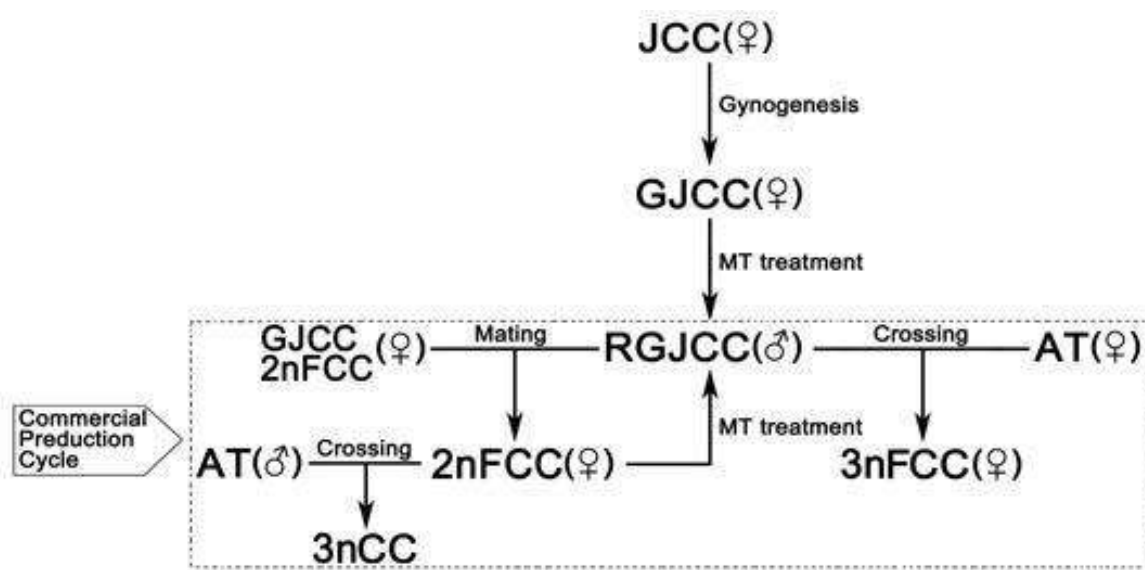 JCC(♀)
Gynogenesis
GJCC(♀)
MT treatment
GJCC
2nFCC
(♀)
Mating
RGJCC(♂)
Crossing
AT(♀)
Commercial
Preduction
Cycle
AT(♂)
Crossing
2nFCC(♀)
MT treatment
3nFCC(♀)
3nCC